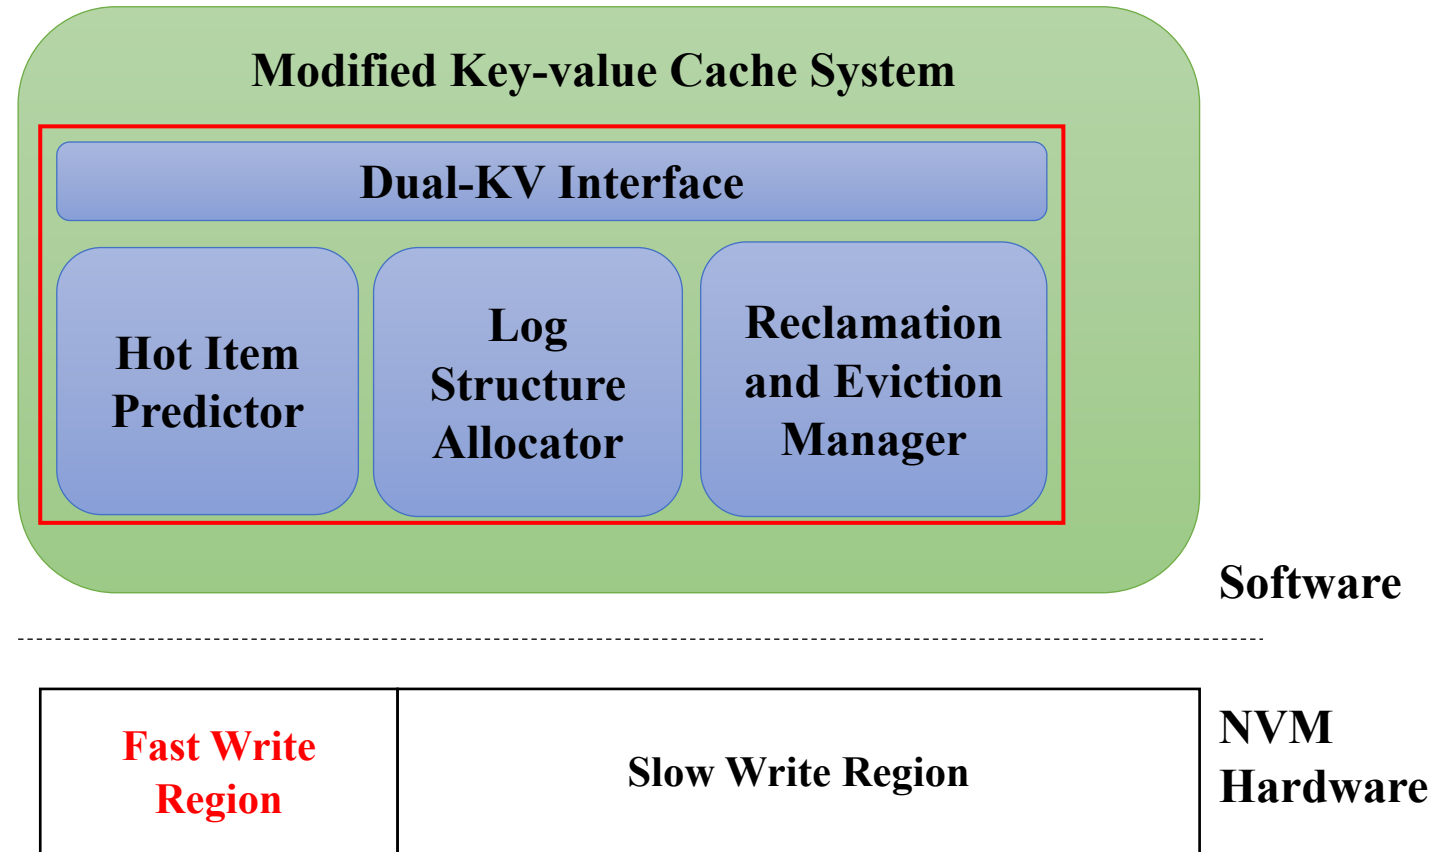 Modified Key-value Cache System
Dual-KV Interface
Hot Item
Predictor
Log
Structure
Allocator
Reclamation
and Eviction
Manager
Software
Fast Write
Region
Slow Write Region
NVM
Hardware